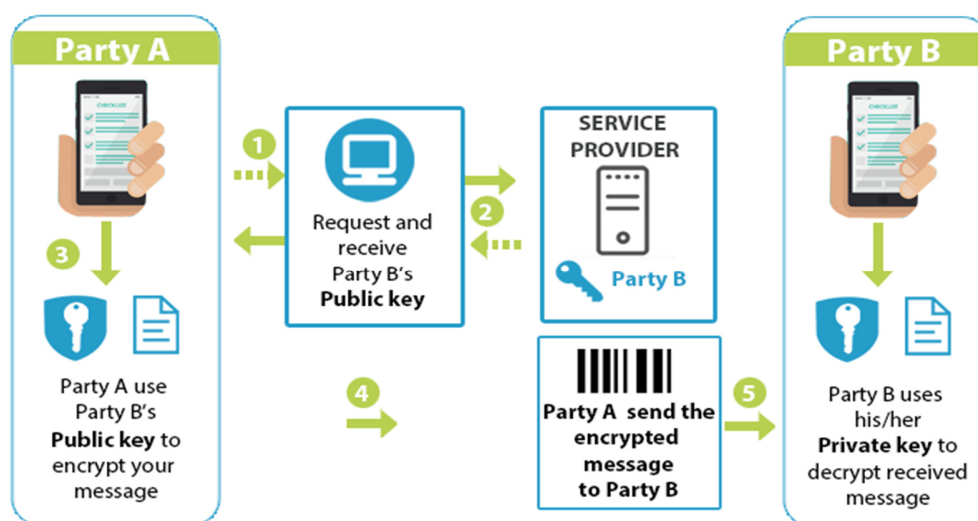 Party A
CHECKLIST
3
Party A use
Party B's
Public key to
encrypt your
message
1
Request and
receive
Party B's
Public key
2
SERVICE
PROVIDER
Party B
4
Party A send the
encrypted
message
to Party B
5
Party B
CHECKLIST
Party B uses
his/her
Private key to
decrypt received
message